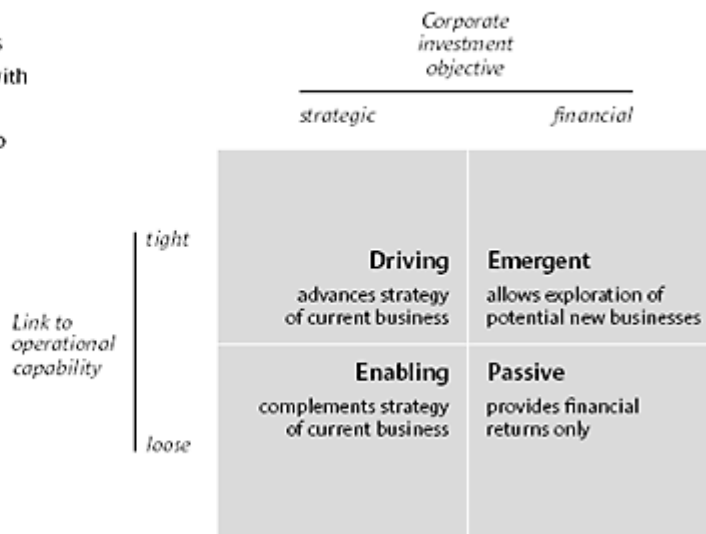 Corporate
investment
objective
strategic
financial
tight
Driving
advances strategy
of current business
Emergent
allows exploration of
potential new businesses
Link to
operational
capability
Enabling
complements strategy
of current business
Passive
provides financial
returns only
loose